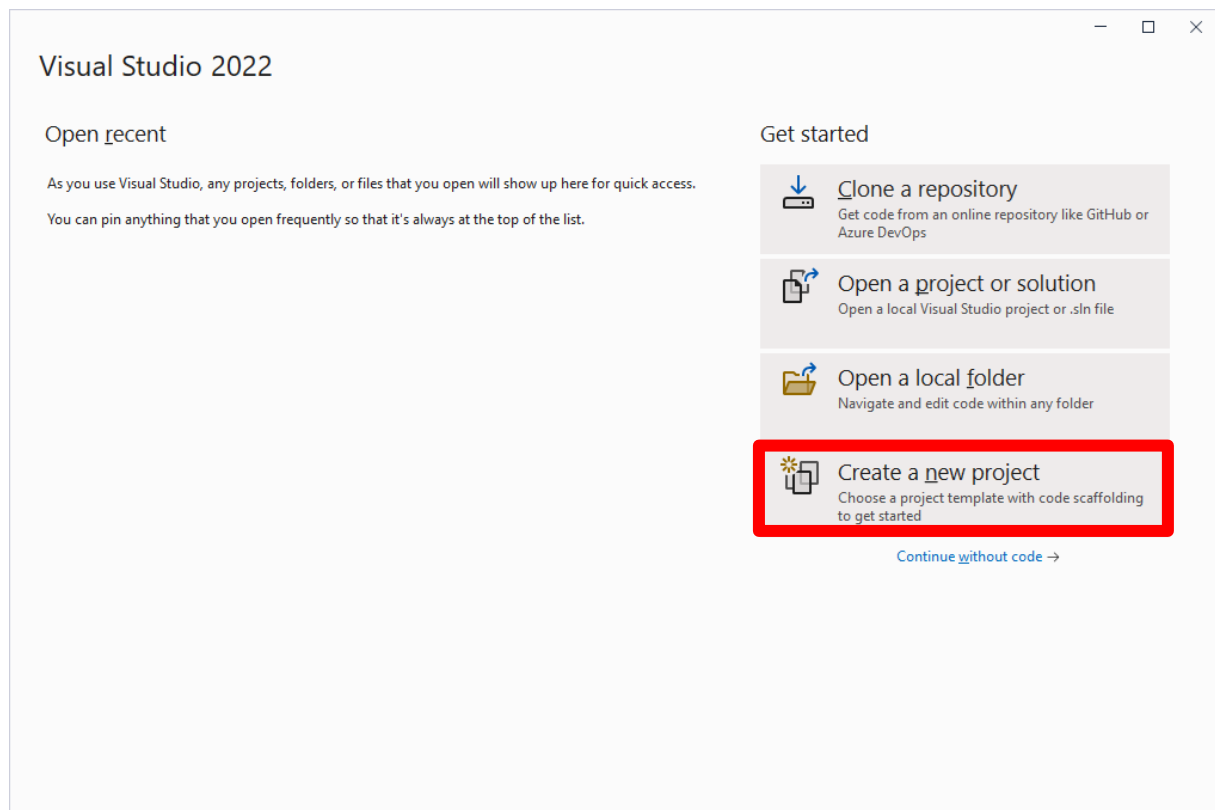 Visual Studio 2022
Open recent
As you use Visual Studio, any projects, folders, or files that you open will show up here for quick access.
You can pin anything that you open frequently so that it's always at the top of the list.
Get started
Clone a repository
Get code from an online repository like GitHub or
Azure DevOps
Open a project or solution
Open a local Visual Studio project or .sln file
Open a local folder
Navigate and edit code within any folder
Create a new project
Choose a project template with code scaffolding
to get started
Continue without code →